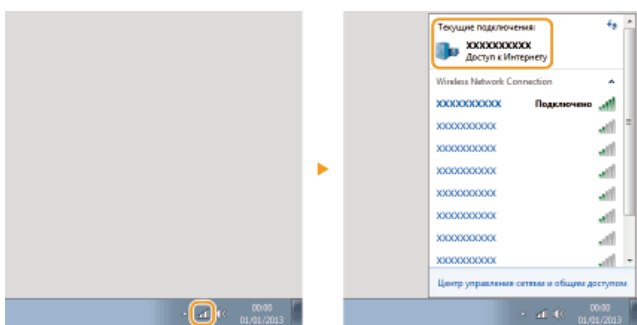 00:00
01/01/2013
Текущие подключения:
XXXXXXXXXX
Доступ к Интернету
Wireless Network Connection
XXXXXXXXXX Подключено
XXXXXXXXXX
XXXXXXXXXX
XXXXXXXXXX
XXXXXXXXXX
XXXXXXXXXX
XXXXXXXXXX
XXXXXXXXXX
Центр управления сетями и общим доступом
00:00
01/01/2013